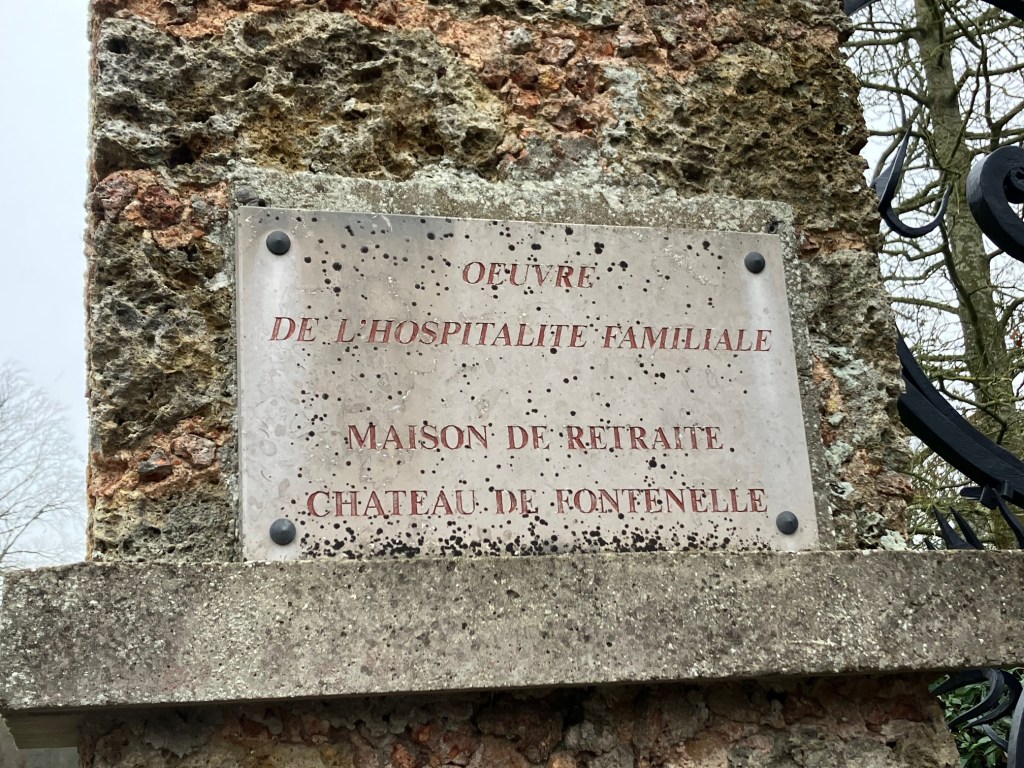 OEUVRE
DE L'HOSPITALITE FAMILIALE
MAISON DE RETRAITE
CHATEAU DE FONTENELLE